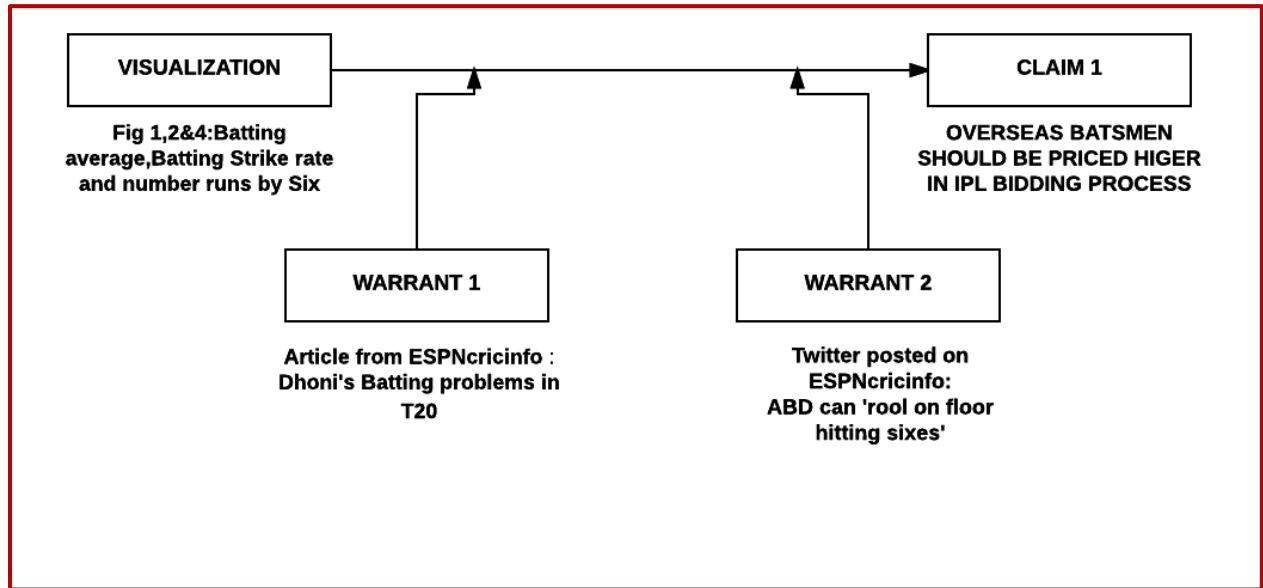 VISUALIZATION
CLAIM 1
Fig 1,2&4:Batting
average,Batting Strike rate
and number runs by Six
OVERSEAS BATSMEN
SHOULD BE PRICED HIGER
IN IPL BIDDING PROCESS
WARRANT 1
WARRANT 2
Article from ESPNcricinfo :
Dhoni's Batting problems in
T20
Twitter posted on
ESPNcricinfo:
ABD can 'rool on floor
hitting sixes'